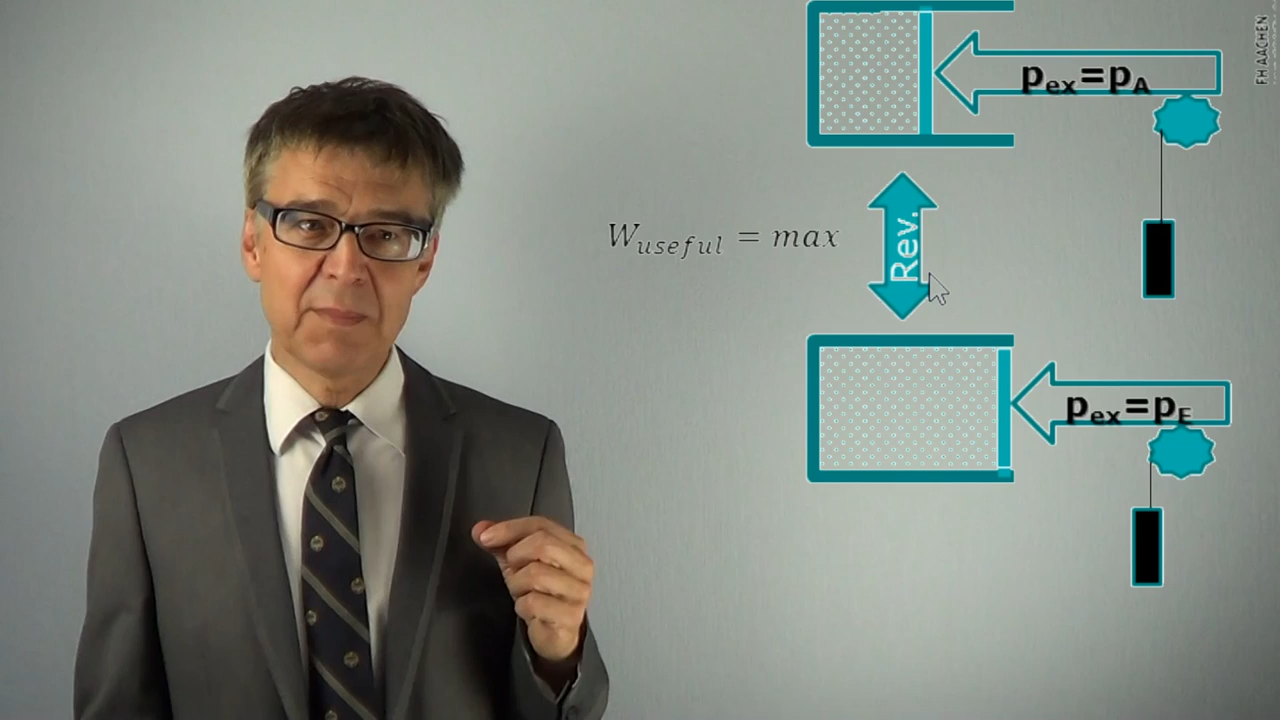 FH AACHEN
pex=pA
Wuseful = max
Rev.
pex=pE